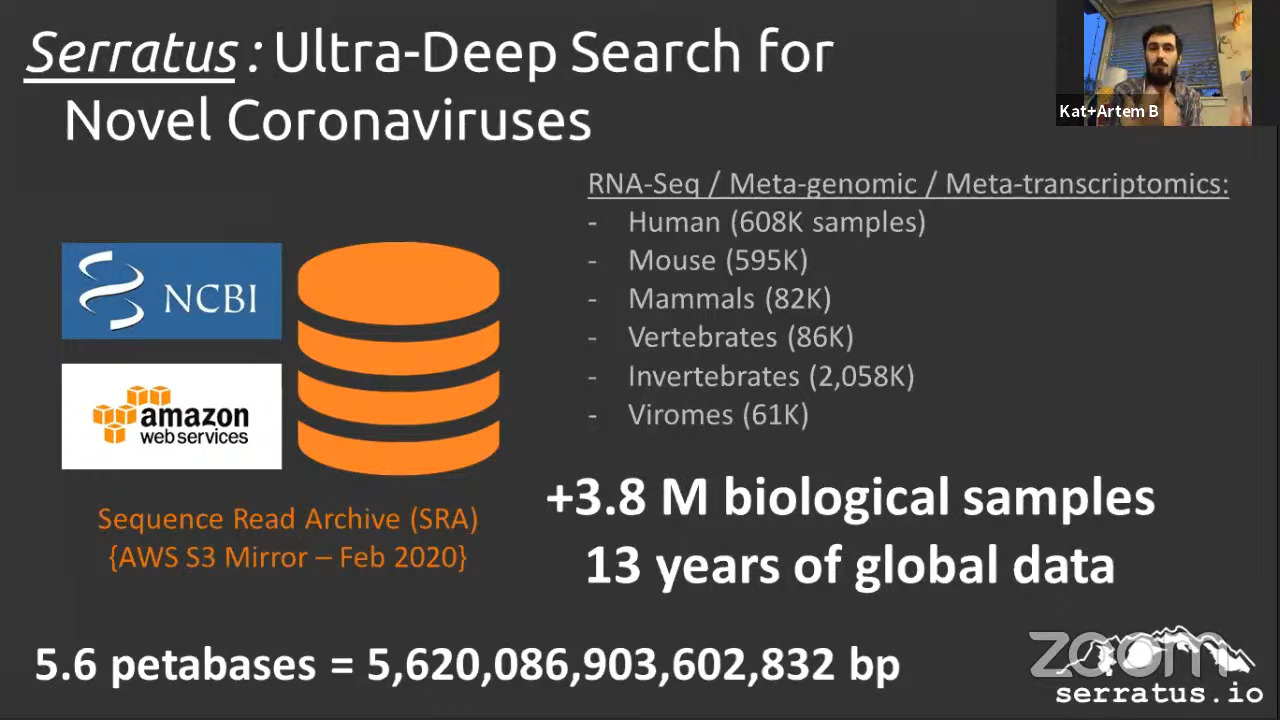 Serratus : Ultra-Deep Search for
Novel Coronaviruses
Kat+Artem B
RNA-Seq / Meta-genomic / Meta-transcriptomics:
- Human (608K samples)
- Mouse (595K)
- Mammals (82K)
- Vertebrates (86K)
- Invertebrates (2,058K)
- Viromes (61K)
NCBI
amazon
web services
Sequence Read Archive (SRA)
{AWS S3 Mirror – Feb 2020}
+3.8 M biological samples
13 years of global data
5.6 petabases = 5,620,086,903,602,832 bp
zoom
serratus.io